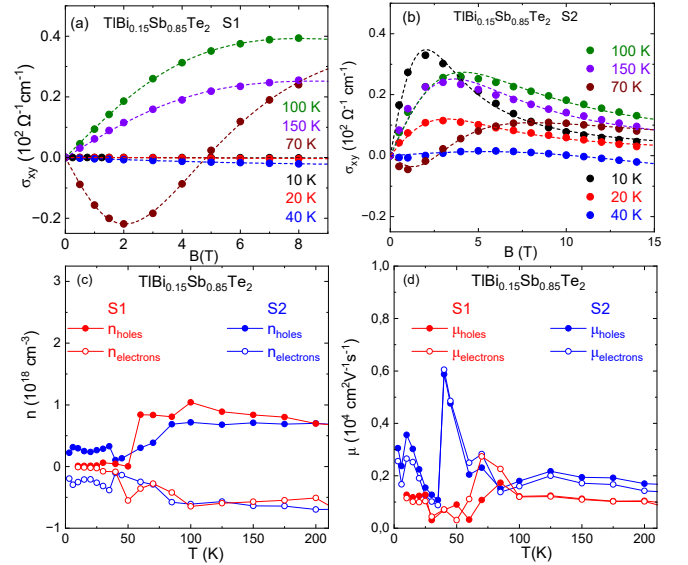 (a) TlBi0.15Sb0.85Te2 S1
σxy (10² Ω⁻¹cm⁻¹)
0.4
0.2
0.0
−0.2
100 K
150 K
70 K
10 K
20 K
40 K
0 2 4 6 8
B(T)
(b) TlBi0.15Sb0.85Te2 S2
σxy (10² Ω⁻¹ cm⁻¹)
0.4
0.2
0.0
0.2
100 K
150 K
70 K
10 K
20 K
40 K
0 5 10 15
B (T)
(c) TlBi0.15Sb0.85Te2
n (10¹⁸ cm⁻³)
2
1
0
−1
S1 S2
nholes nholes
nelectrons nelectrons
0 50 100 150 200
T (K)
(d) TlBi0.15Sb0.85Te2
μ (10⁴ cm²V⁻¹s⁻¹)
1,0
0,8
0,6
0,4
0,2
0,0
S1 S2
μholes μholes
μelectrons μelectrons
0 50 100 150 200
T(K)